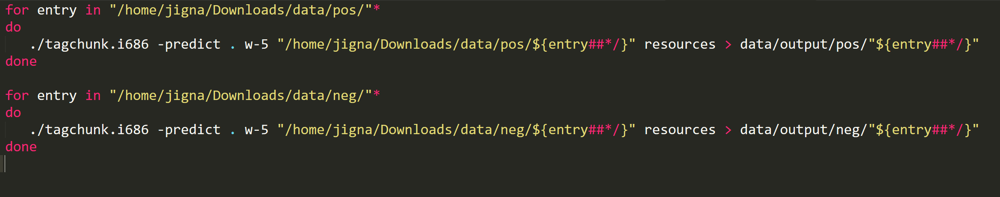 for entry in "/home/jigna/Downloads/data/pos/"*
do
   ./tagchunk.i686 -predict . w-5 "/home/jigna/Downloads/data/pos/${entry##*/}" resources > data/output/pos/"${entry##*/}"
done

for entry in "/home/jigna/Downloads/data/neg/"*
do
   ./tagchunk.i686 -predict . w-5 "/home/jigna/Downloads/data/neg/${entry##*/}" resources > data/output/neg/"${entry##*/}"
done